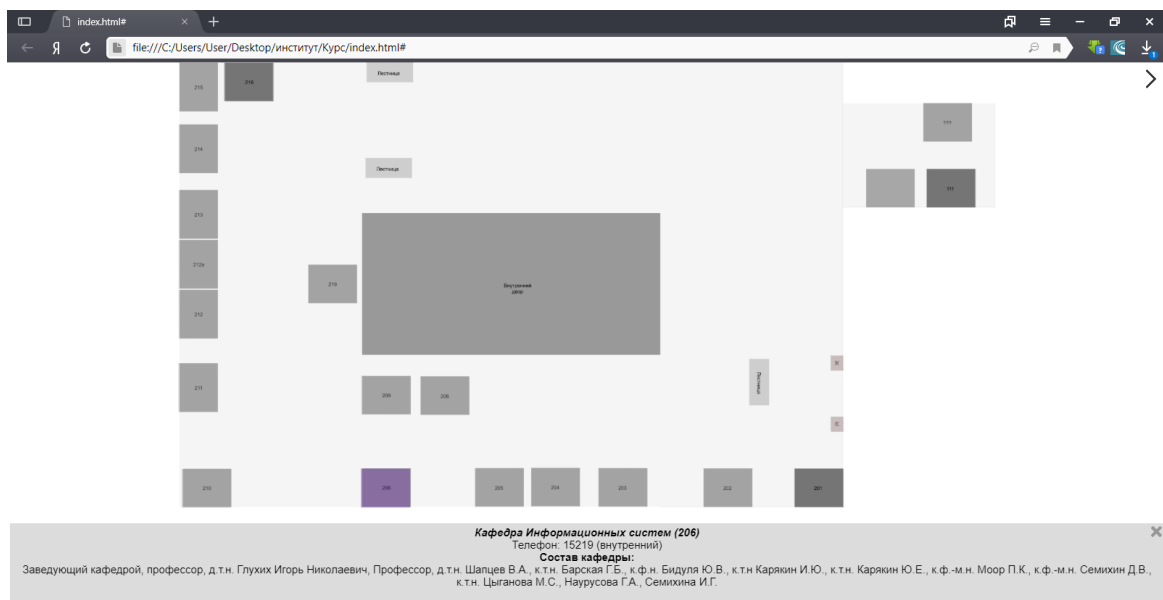 index.html#
Я
file:///C:/Users/User/Desktop/институт/Курс/index.html#
215
216
Лестница
???
214
Лестница
???
213
212a
219
Внутренний
двор
212
Лестница
211
209
208
210
206
205
204
203
202
201
Кафедра Информационных систем (206)
Телефон: 15219 (внутренний)
Состав кафедры:
Заведующий кафедрой, профессор, д.т.н. Глухих Игорь Николаевич, Профессор, д.т.н. Шапцев В.А., к.т.н. Барская Г.Б., к.ф.н. Бидуля Ю.В., к.т.н Карякин И.Ю., к.т.н. Карякин Ю.Е., к.ф.-м.н. Моор П.К., к.ф.-м.н. Семихин Д.В.,
к.т.н. Цыганова М.С., Наурусова Г.А., Семихина И.Г.